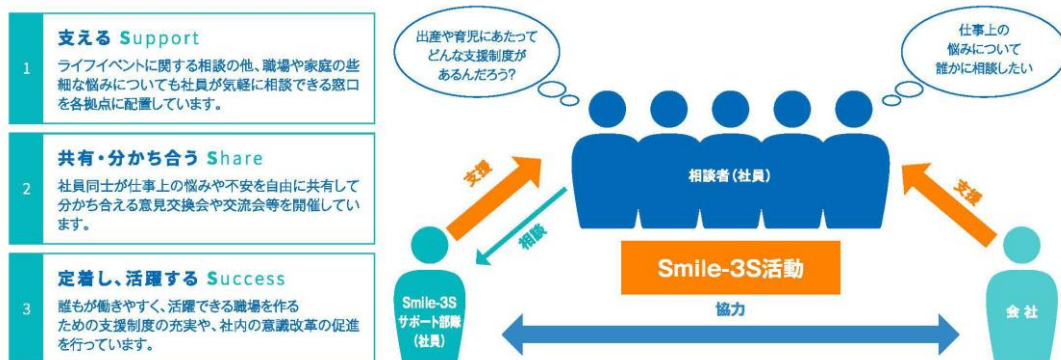 1
支える Support
ライフイベントに関する相談の他、職場や家庭の些
細な悩みについても社員が気軽に相談できる窓口
を各拠点に配置しています。
2
共有・分かち合う Share
社員同士が仕事上の悩みや不安を自由に共有して
分かち合える意見交換会や交流会等を開催してい
ます。
3
定着し、活躍する Success
誰もが働きやすく、活躍できる職場を作る
ための支援制度の充実や、社内の意識改革の促進
を行っています。
出産や育児にあたって
どんな支援制度が
あるんだろう?
仕事上の
悩みについて
誰かに相談したい
相談者(社員)
支援
相談
支援
Smile-3S活動
協力
Smile-3S
サポート部隊
(社員)
会社